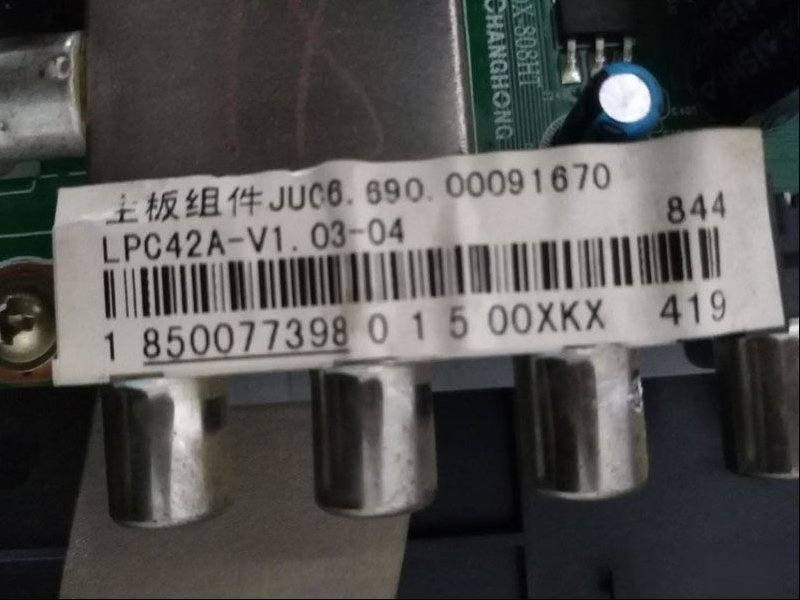 CHANGHONG
主板组件JUC6.690.00091670
LPC42A-V1.03-04
844
1 850077398 0 1 5 00XKX 419